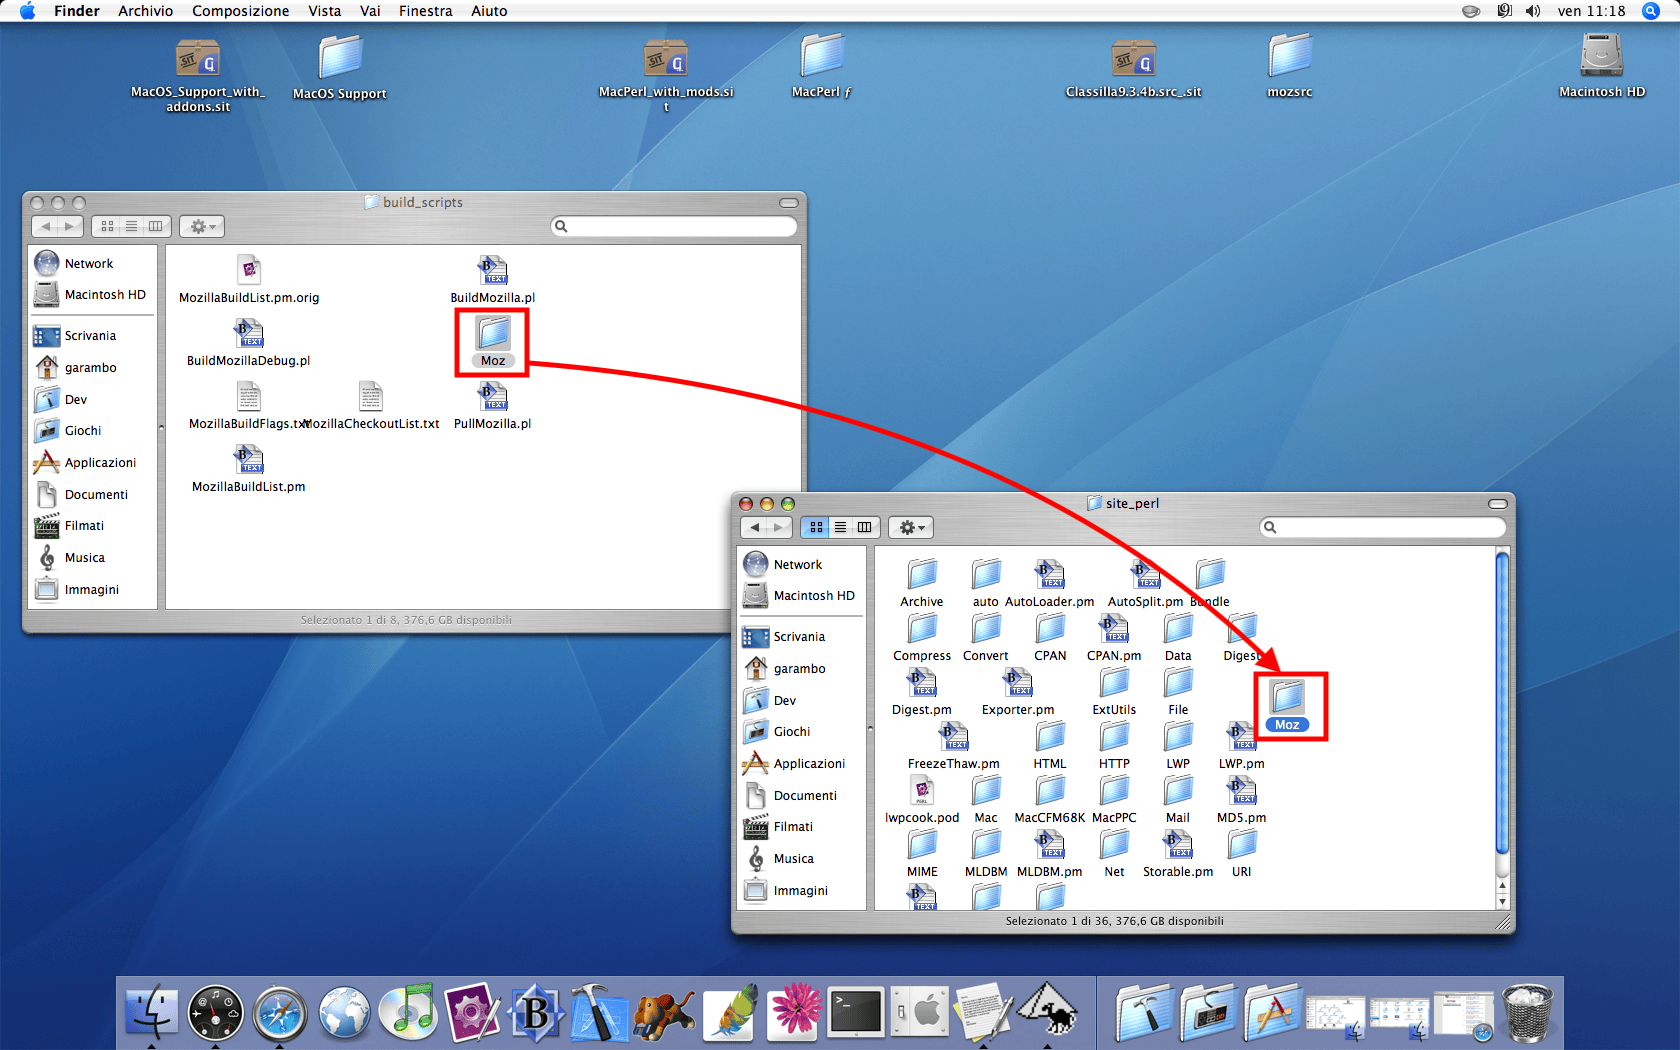 Finder Archivio Composizione Vista Vai Finestra Aiuto ven 11:18
MacOS_Support_with_
addons.sit
MacOS Support
MacPerl_with_mods.si
t
MacPerl ƒ
Classilla9.3.4b.src_.sit
mozsrc
Macintosh HD
build_scripts
Network
Macintosh HD
Scrivania
garambo
Dev
Giochi
Applicazioni
Documenti
Filmati
Musica
Immagini
MozillaBuildList.pm.orig
BuildMozilla.pl
BuildMozillaDebug.pl
Moz
MozillaBuildFlags.txt
MozillaCheckoutList.txt
PullMozilla.pl
MozillaBuildList.pm
Selezionato 1 di 8, 376,6 GB disponibili
site_perl
Network
Macintosh HD
Scrivania
garambo
Dev
Giochi
Applicazioni
Documenti
Filmati
Musica
Immagini
Archive auto AutoLoader.pm AutoSplit.pm Bundle
Compress Convert CPAN CPAN.pm Data Digest
Digest.pm Exporter.pm ExtUtils File Moz
FreezeThaw.pm HTML HTTP LWP LWP.pm
lwpcook.pod Mac MacCFM68K MacPPC Mail MD5.pm
MIME MLDBM MLDBM.pm Net Storable.pm URI
Selezionato 1 di 36, 376,6 GB disponibili